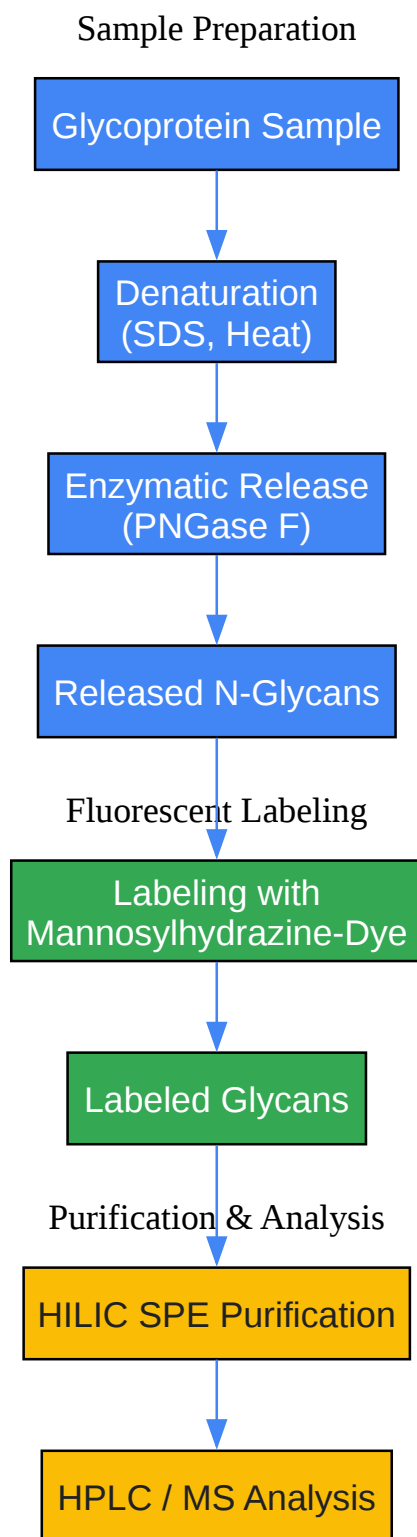 Sample Preparation
Glycoprotein Sample
Denaturation
(SDS, Heat)
Enzymatic Release
(PNGase F)
Released N-Glycans
Fluorescent Labeling
Labeling with
Mannosylhydrazine-Dye
Labeled Glycans
Purification & Analysis
HILIC SPE Purification
HPLC / MS Analysis